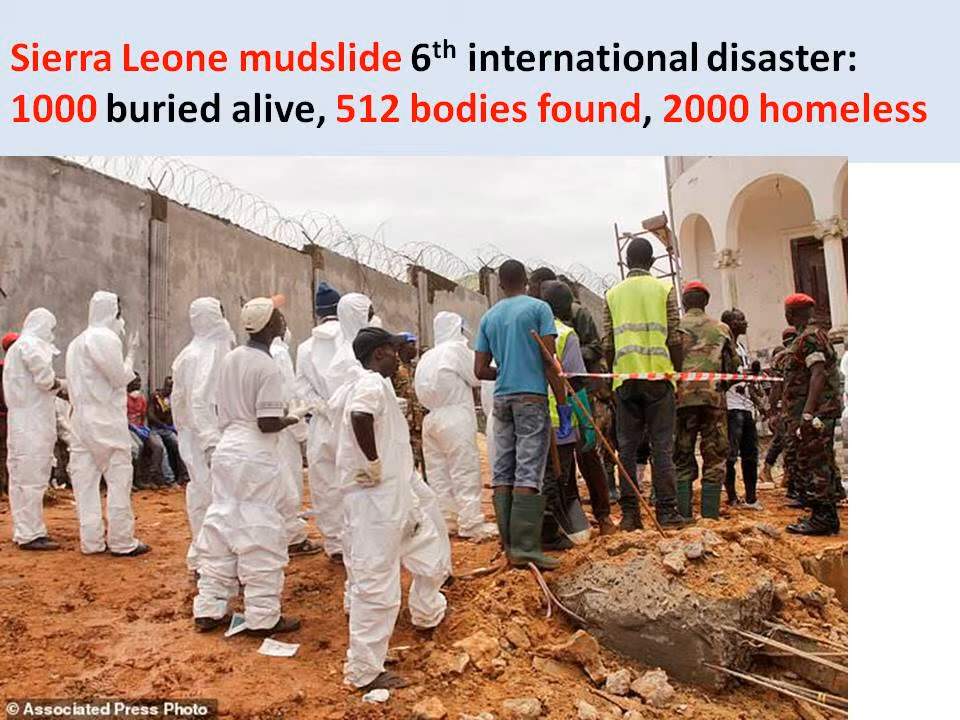 Sierra Leone mudslide 6th international disaster:
1000 buried alive, 512 bodies found, 2000 homeless
© Associated Press Photo